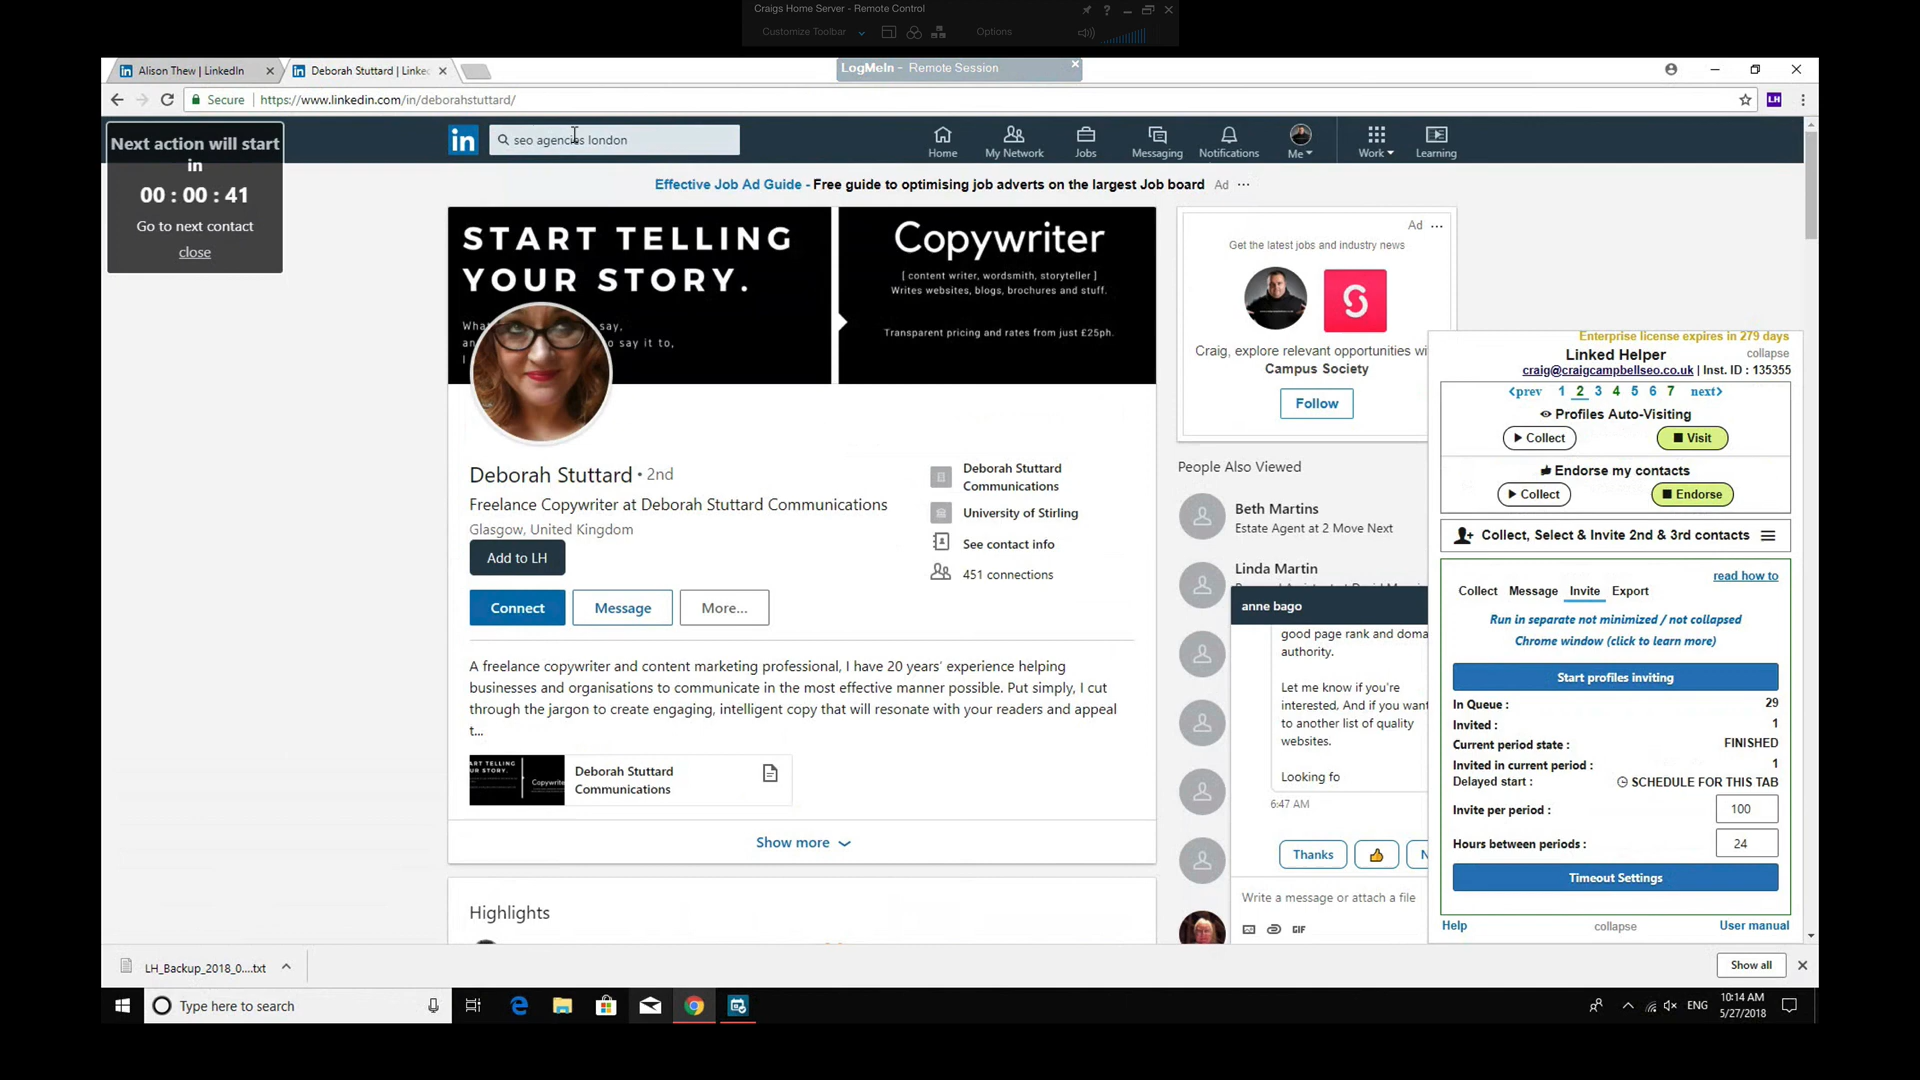 Craigs Home Server - Remote Control
Customize Toolbar
Options
Alison Thew | LinkedIn
Deborah Stuttard | Linke
LogMeIn - Remote Session
Secure https://www.linkedin.com/in/deborahstuttard/
LH
Next action will start
in
00 : 00 : 41
Go to next contact
close
in
seo agencies london
Home
My Network
Jobs
Messaging
Notifications
Me
Work
Learning
Effective Job Ad Guide - Free guide to optimising job adverts on the largest Job board Ad ...
START TELLING
YOUR STORY.
say,
o say it to,
Copywriter
[ content writer, wordsmith, storyteller ]
Writes websites, blogs, brochures and stuff.
Transparent pricing and rates from just £25ph.
Deborah Stuttard • 2nd
Freelance Copywriter at Deborah Stuttard Communications
Glasgow, United Kingdom
Add to LH
Connect
Message
More...
Deborah Stuttard
Communications
University of Stirling
See contact info
451 connections
A freelance copywriter and content marketing professional, I have 20 years' experience helping
businesses and organisations to communicate in the most effective manner possible. Put simply, I cut
through the jargon to create engaging, intelligent copy that will resonate with your readers and appeal
t...
Deborah Stuttard
Communications
Show more
Highlights
Ad ...
Get the latest jobs and industry news
Craig, explore relevant opportunities wi
Campus Society
Follow
People Also Viewed
Beth Martins
Estate Agent at 2 Move Next
Linda Martin
anne bago
good page rank and doma
authority.
Let me know if you're
interested, And if you want
to another list of quality
websites.
Looking fo
6:47 AM
Thanks
N
Write a message or attach a file
GIF
Enterprise license expires in 279 days
Linked Helper
collapse
craig@craigcampbellseo.co.uk | Inst. ID : 135355
‹prev 1 2 3 4 5 6 7 next›
Profiles Auto-Visiting
Collect
Visit
Endorse my contacts
Collect
Endorse
Collect, Select & Invite 2nd & 3rd contacts
read how to
Collect Message Invite Export
Run in separate not minimized / not collapsed
Chrome window (click to learn more)
Start profiles inviting
In Queue : 29
Invited : 1
Current period state : FINISHED
Invited in current period : 1
Delayed start : SCHEDULE FOR THIS TAB
Invite per period : 100
Hours between periods : 24
Timeout Settings
Help
collapse
User manual
LH_Backup_2018_0....txt
Show all
Type here to search
ENG
10:14 AM
5/27/2018